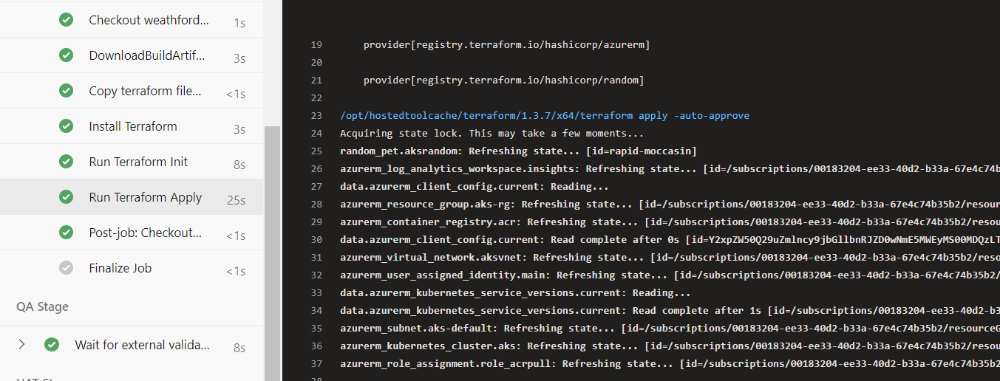 Checkout weathford... 1s
DownloadBuildArtif... 3s
Copy terraform file... <1s
Install Terraform 3s
Run Terraform Init 8s
Run Terraform Apply 25s
Post-job: Checkout... <1s
Finalize Job <1s
QA Stage
Wait for external valida... 8s
19 provider[registry.terraform.io/hashicorp/azurerm]
20
21 provider[registry.terraform.io/hashicorp/random]
22
23 /opt/hostedtoolcache/terraform/1.3.7/x64/terraform apply -auto-approve
24 Acquiring state lock. This may take a few moments...
25 random_pet.aksrandom: Refreshing state... [id=rapid-moccasin]
26 azurerm_log_analytics_workspace.insights: Refreshing state... [id=/subscriptions/00183204-ee33-40d2-b33a-67e4c74b
27 data.azurerm_client_config.current: Reading...
28 azurerm_resource_group.aks-rg: Refreshing state... [id=/subscriptions/00183204-ee33-40d2-b33a-67e4c74b35b2/resour
29 azurerm_container_registry.acr: Refreshing state... [id=/subscriptions/00183204-ee33-40d2-b33a-67e4c74b35b2/resou
30 data.azurerm_client_config.current: Read complete after 0s [id=Y2xpZW50Q29uZmlncy9jbGllbnRJZD0wNmE5MWEyMS00MDQzLT
31 azurerm_virtual_network.aksvnet: Refreshing state... [id=/subscriptions/00183204-ee33-40d2-b33a-67e4c74b35b2/reso
32 azurerm_user_assigned_identity.main: Refreshing state... [id=/subscriptions/00183204-ee33-40d2-b33a-67e4c74b35b2/
33 data.azurerm_kubernetes_service_versions.current: Reading...
34 data.azurerm_kubernetes_service_versions.current: Read complete after 1s [id=/subscriptions/00183204-ee33-40d2-b3
35 azurerm_subnet.aks-default: Refreshing state... [id=/subscriptions/00183204-ee33-40d2-b33a-67e4c74b35b2/resourceG
36 azurerm_kubernetes_cluster.aks: Refreshing state... [id=/subscriptions/00183204-ee33-40d2-b33a-67e4c74b35b2/resou
37 azurerm_role_assignment.role_acrpull: Refreshing state... [id=/subscriptions/00183204-ee33-40d2-b33a-67e4c74b35b2